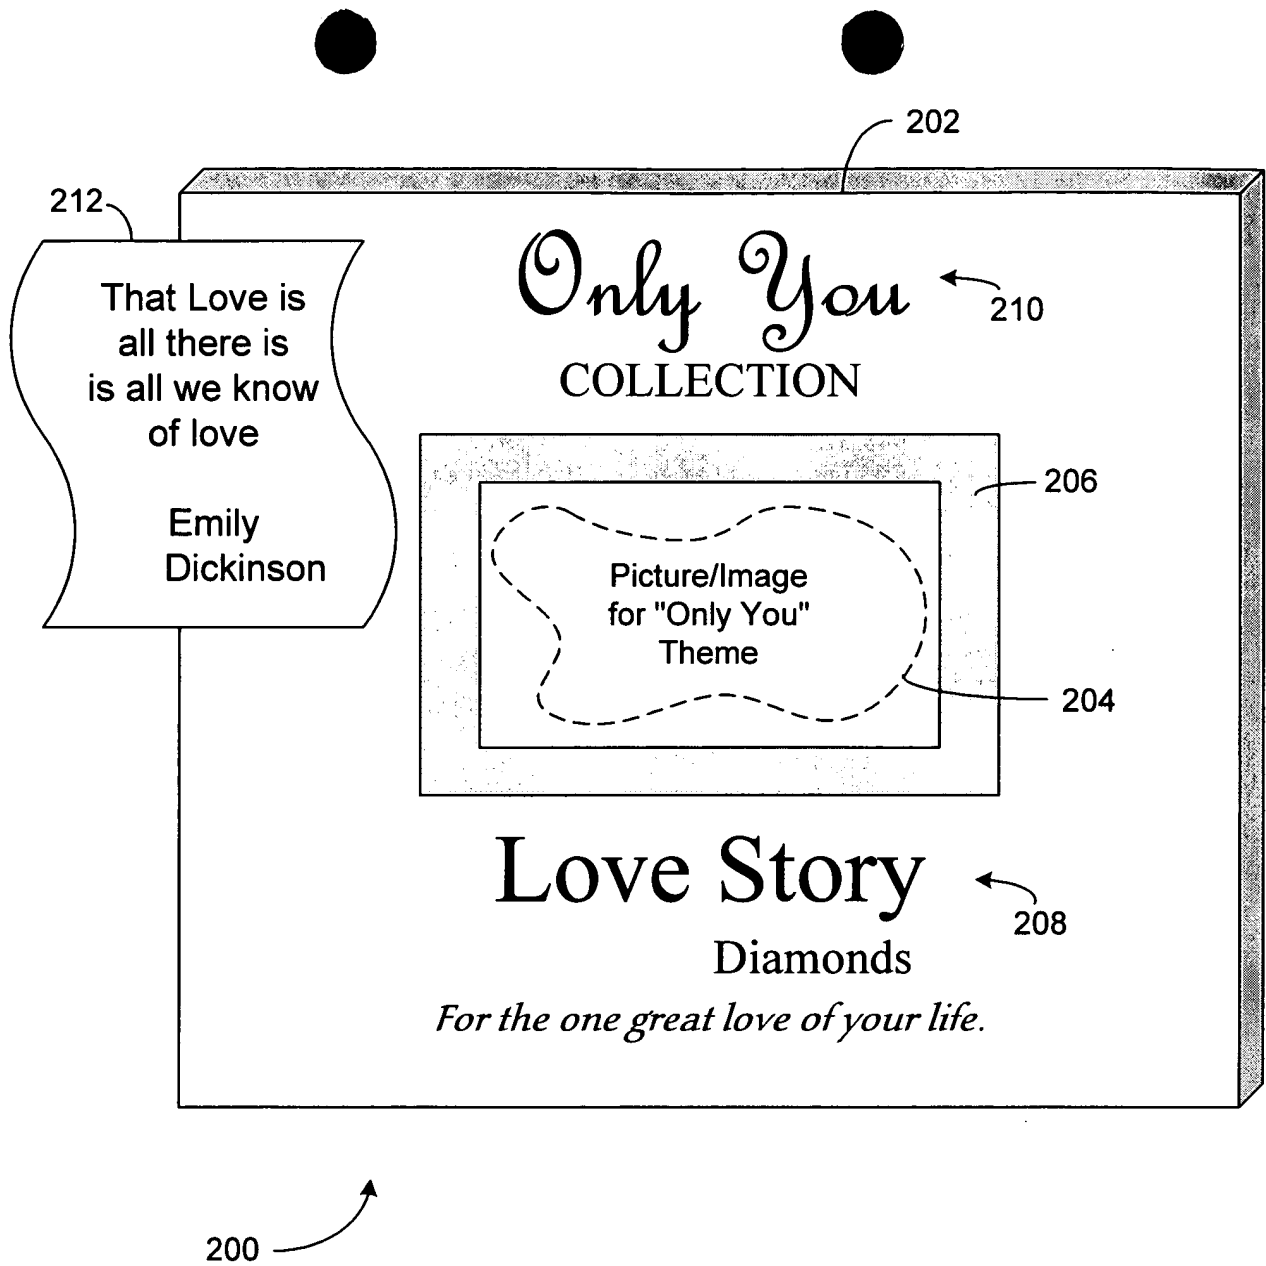 202
212
That Love is
all there is
is all we know
of love
Emily
Dickinson
Only You
210
COLLECTION
206
Picture/Image
for "Only You"
Theme
204
Love Story
208
Diamonds
For the one great love of your life.
200